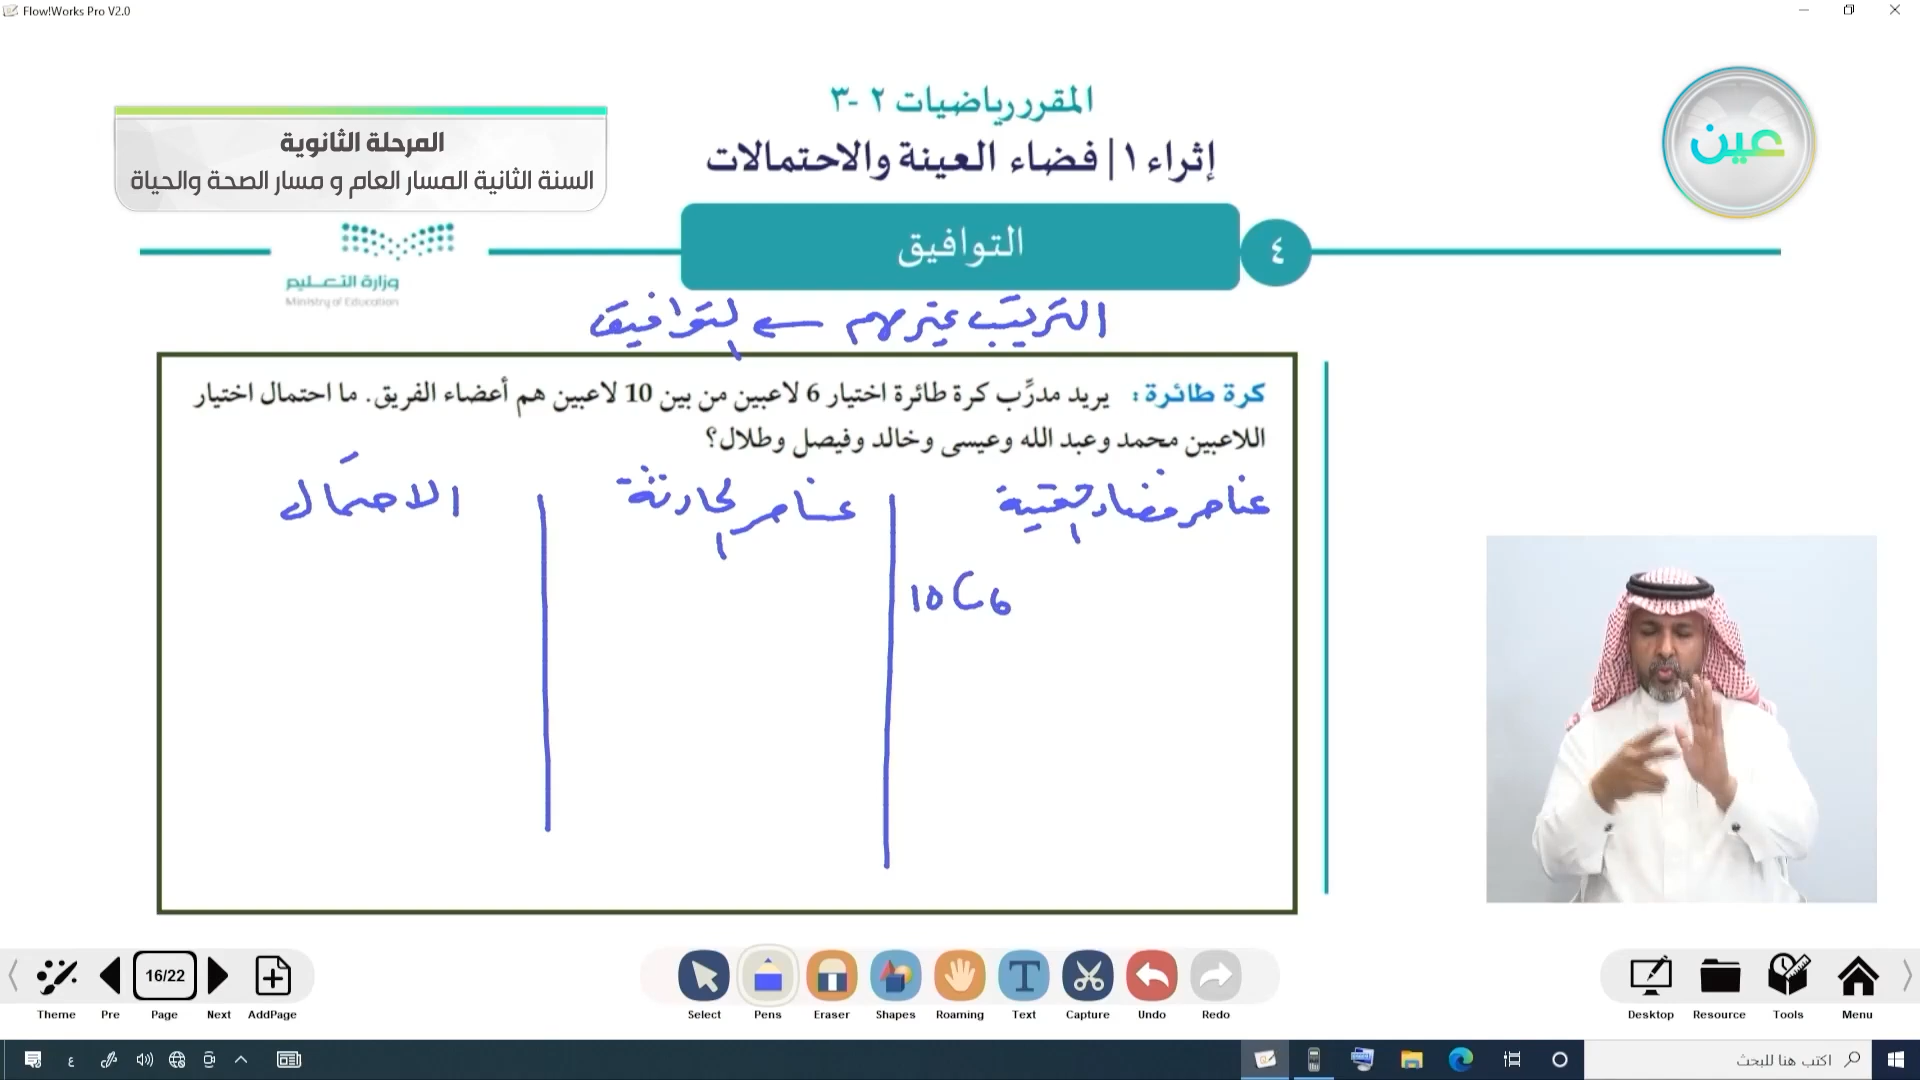 Flow!Works Pro V2.0
المقرر رياضيات ٢ -٣
إثراء ١ | فضاء العينة والاحتمالات
المرحلة الثانوية
السنة الثانية المسار العام و مسار الصحة والحياة
عين
وزارة التعليم
Ministry of Education
التوافيق
٤
الترتيب غير مهم ← التوافيق
كرة طائرة : يريد مدرِّب كرة طائرة اختيار 6 لاعبين من بين 10 لاعبين هم أعضاء الفريق. ما احتمال اختيار
اللاعبين محمد وعبد الله وعيسى وخالد وفيصل وطلال؟
عناصر فضاء العينة
عناصر الحادثة
الاحتمال
10C6
16/22
Theme
Pre
Page
Next
AddPage
Select
Pens
Eraser
Shapes
Roaming
T
Text
Capture
Undo
Redo
Desktop
Resource
Tools
Menu
ع
اكتب هنا للبحث